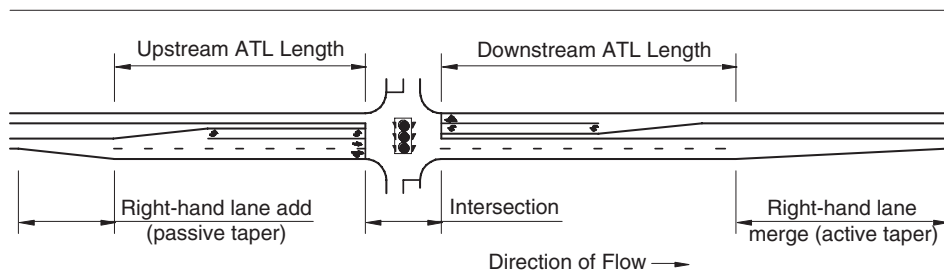 Upstream ATL Length
Downstream ATL Length
Right-hand lane add
(passive taper)
Intersection
Right-hand lane
merge (active taper)
Direction of Flow